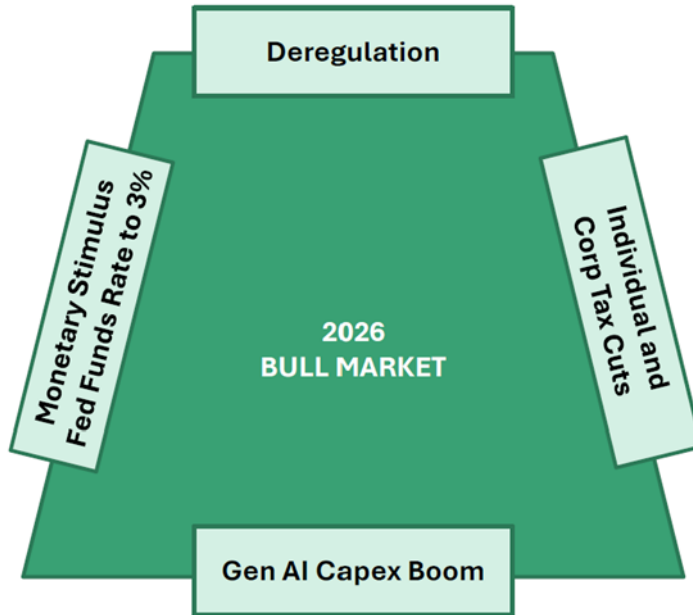 Deregulation
Monetary Stimulus
Fed Funds Rate to 3%
Individual and
Corp Tax Cuts
2026
BULL MARKET
Gen AI Capex Boom